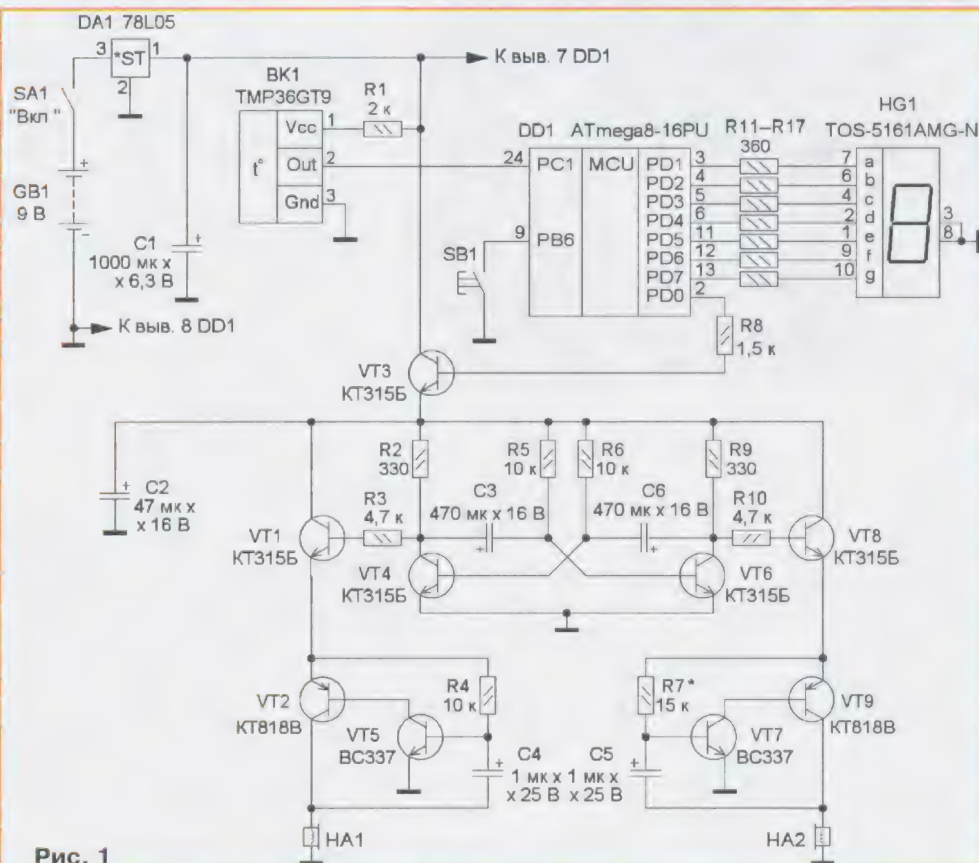 DA1 78L05
3 *ST 1
2
SA1
"Вкл"
GB1
9 В
+
-
C1
1000 мк х
х 6,3 В
+
К выв. 8 DD1
К выв. 7 DD1
BK1
TMP36GT9
t°
Vcc 1
Out 2
Gnd 3
R1
2 к
DD1 ATmega8-16PU
24 PC1
9 PB6
MCU
PD1 3
PD2 4
PD3 5
PD4 6
PD5 11
PD6 12
PD7 13
PD0 2
SB1
R11–R17
360
HG1
TOS-5161AMG-N
7 a
6 b
4 c
2 d
1 e
9 f
10 g
3
8
R8
1,5 к
VT3
КТ315Б
C2
47 мк х
х 16 В
+
R2
330
R5
10 к
R6
10 к
R9
330
R3
4,7 к
C3
470 мк х 16 В
+
C6
470 мк х 16 В
+
R10
4,7 к
VT1
КТ315Б
VT4
КТ315Б
VT6
КТ315Б
VT8
КТ315Б
VT2
КТ818В
R4
10 к
VT5
BC337
C4
1 мк х
х 25 В
+
C5
1 мк х
х 25 В
+
R7*
15 к
VT7
BC337
VT9
КТ818В
HA1
HA2
Рис. 1